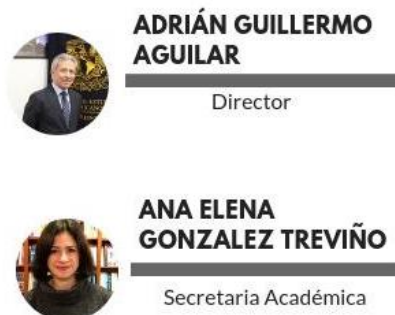 ADRIÁN GUILLERMO
AGUILAR
Director
ANA ELENA
GONZALEZ TREVIÑO
Secretaria Académica